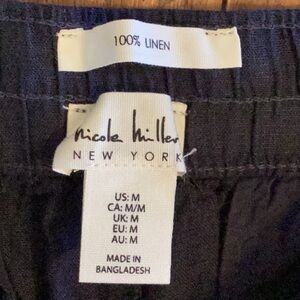 100% LINEN
nicole miller
NEW YORK
US: M
CA: M/M
UK: M
EU: M
AU: M
MADE IN
BANGLADESH